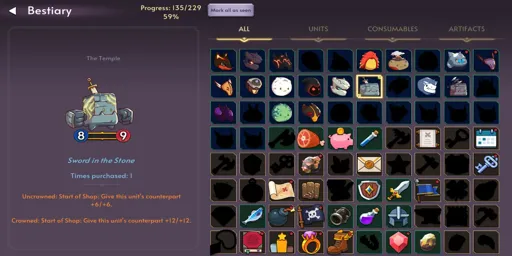 Bestiary
Progress: 135/229
59%
Mark all as seen
ALL
UNITS
CONSUMABLES
ARTIFACTS
The Temple
8
9
Sword in the Stone
Times purchased: 1
Uncrowned: Start of Shop: Give this unit's counterpart
+6/+6.
Crowned: Start of Shop: Give this unit's counterpart +12/+12.